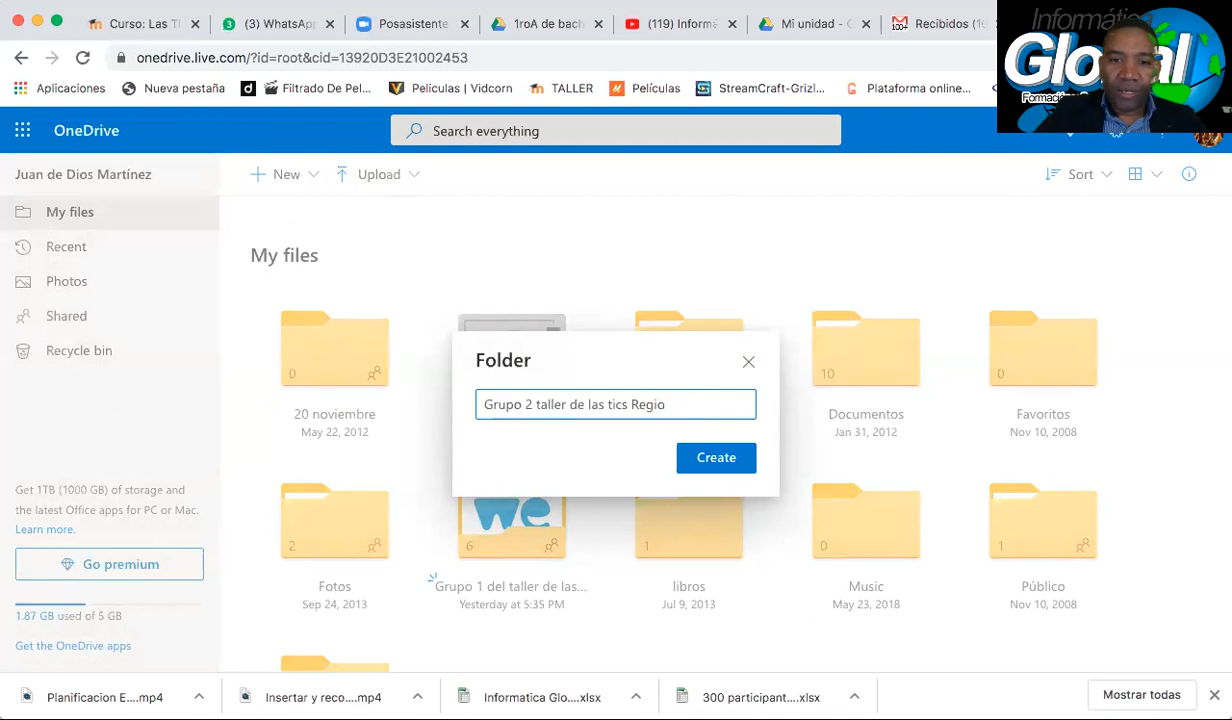 Curso: Las T
(3) WhatsApp
Posasistente
1roA de bach
(119) Informá
Mi unidad - G
Recibidos (1
onedrive.live.com/?id=root&cid=13920D3E21002453
Aplicaciones
Nueva pestaña
Filtrado De Pel...
Peliculas | Vidcorn
TALLER
Películas
StreamCraft-Grizl...
Plataforma online...
Informática
Global
OneDrive
Search everything
Juan de Dios Martínez
New
Upload
Sort
My files
Recent
Photos
Shared
Recycle bin
My files
0
10
0
20 noviembre
May 22, 2012
Documentos
Jan 31, 2012
Favoritos
Nov 10, 2008
Folder
Grupo 2 taller de las tics Regio
Create
2
we
6
1
0
1
Fotos
Sep 24, 2013
Grupo 1 del taller de las...
Yesterday at 5:35 PM
libros
Jul 9, 2013
Music
May 23, 2018
Público
Nov 10, 2008
Get 1TB (1000 GB) of storage and
the latest Office apps for PC or Mac.
Learn more.
Go premium
1.87 GB used of 5 GB
Get the OneDrive apps
Planificacion E....mp4
Insertar y reco....mp4
Informatica Glo....xlsx
300 participant....xlsx
Mostrar todas